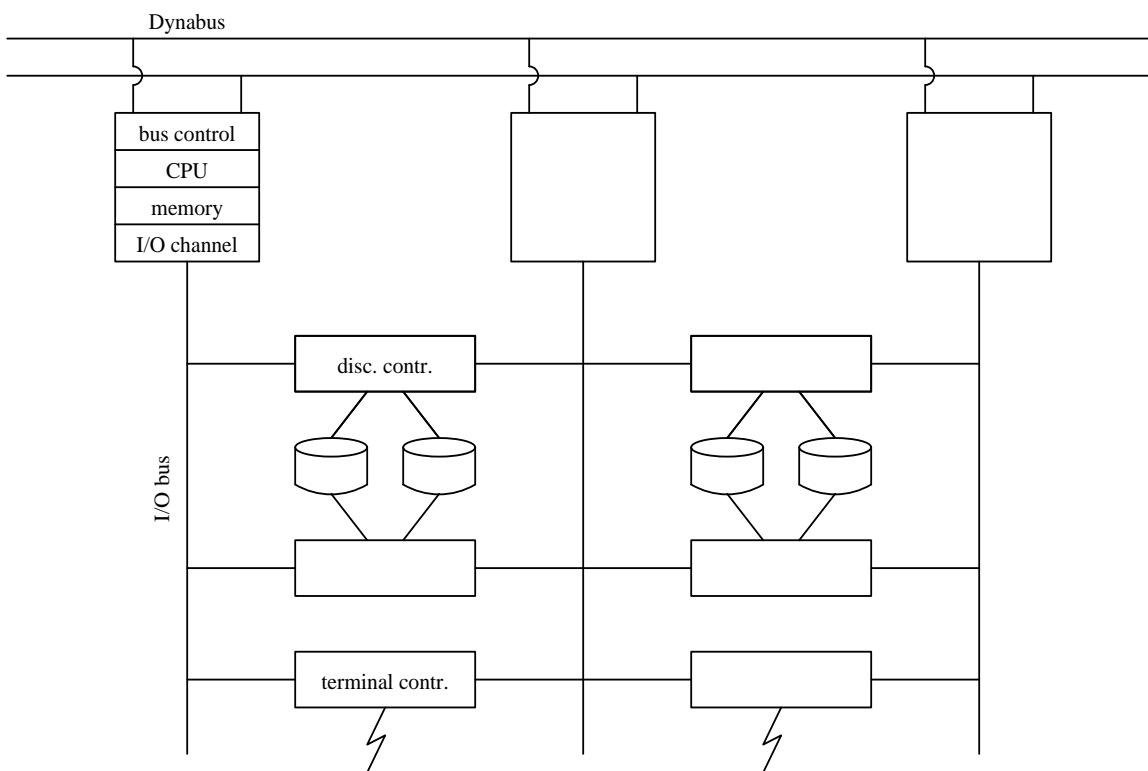 Dynabus
bus control
CPU
memory
I/O channel
disc. contr.
I/O bus
terminal contr.